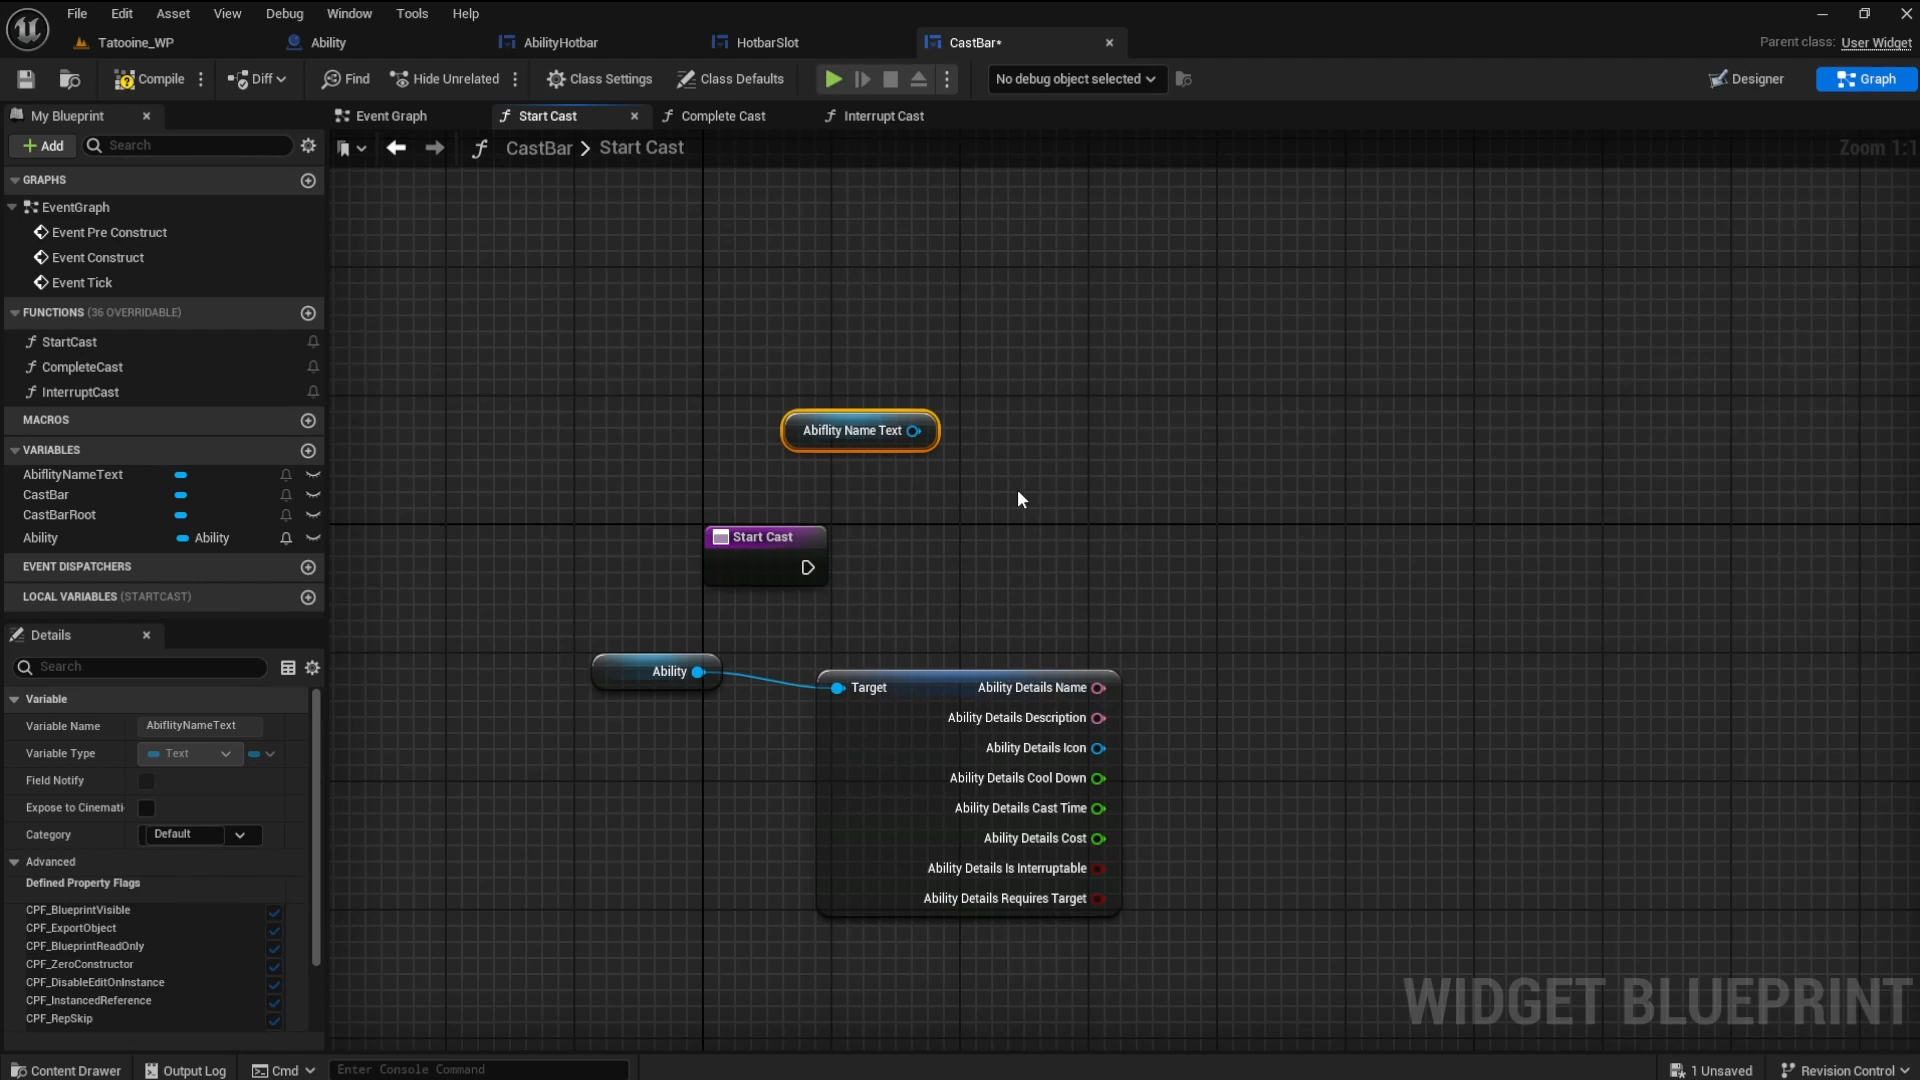 File Edit Asset View Debug Window Tools Help
Tatooine_WP Ability AbilityHotbar HotbarSlot CastBar*
Parent class: User Widget
Compile Diff Find Hide Unrelated Class Settings Class Defaults No debug object selected Designer Graph
My Blueprint
Event Graph Start Cast Complete Cast Interrupt Cast
Add Search
CastBar > Start Cast Zoom 1:1
GRAPHS
EventGraph
Event Pre Construct
Event Construct
Event Tick
FUNCTIONS (36 OVERRIDABLE)
StartCast
CompleteCast
InterruptCast
MACROS
VARIABLES
AbiflityNameText
CastBar
CastBarRoot
Ability Ability
EVENT DISPATCHERS
LOCAL VARIABLES (STARTCAST)
Details
Search
Variable
Variable Name AbiflityNameText
Variable Type Text
Field Notify
Expose to Cinemati
Category Default
Advanced
Defined Property Flags
CPF_BlueprintVisible
CPF_ExportObject
CPF_BlueprintReadOnly
CPF_ZeroConstructor
CPF_DisableEditOnInstance
CPF_InstancedReference
CPF_RepSkip
Abiflity Name Text
Start Cast
Ability
Target Ability Details Name
Ability Details Description
Ability Details Icon
Ability Details Cool Down
Ability Details Cast Time
Ability Details Cost
Ability Details Is Interruptable
Ability Details Requires Target
WIDGET BLUEPRINT
Content Drawer Output Log Cmd Enter Console Command 1 Unsaved Revision Control